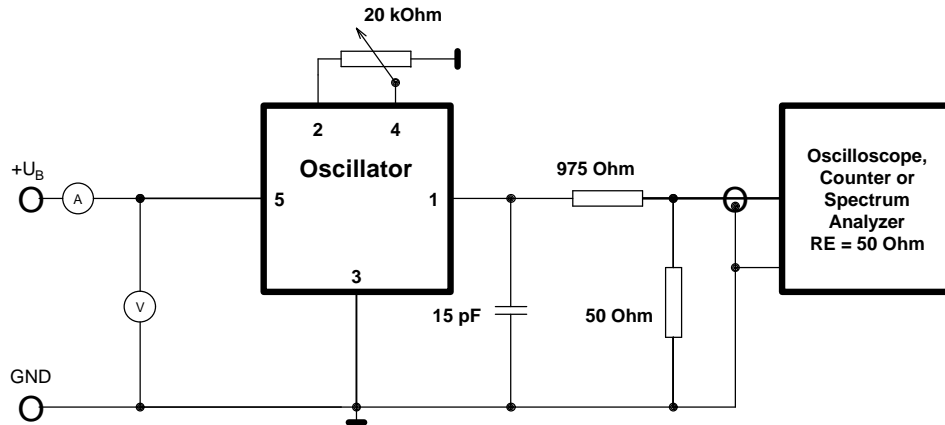 20 kOhm
2
4
Oscillator
+UB
A
5
1
975 Ohm
Oscilloscope,
Counter or
Spectrum
Analyzer
RE = 50 Ohm
3
V
15 pF
50 Ohm
GND